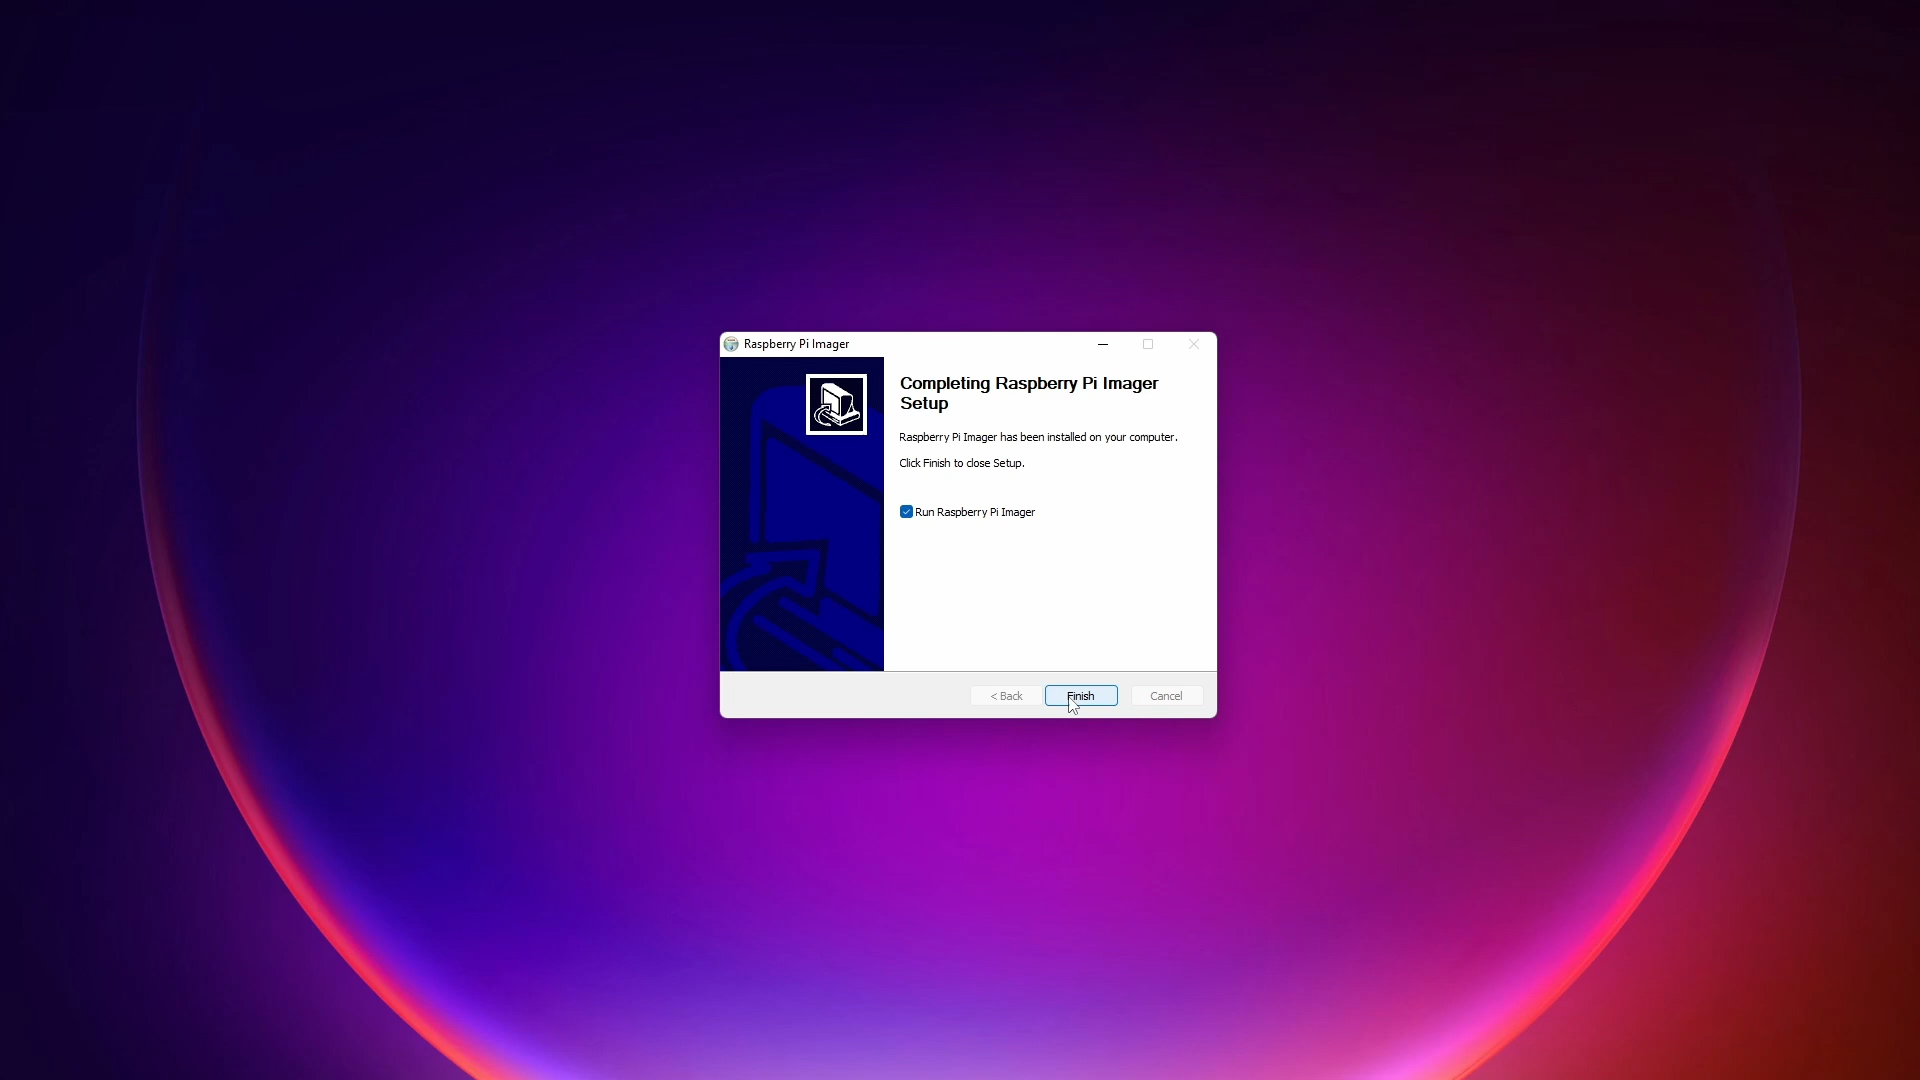 Raspberry Pi Imager
Completing Raspberry Pi Imager
Setup
Raspberry Pi Imager has been installed on your computer.
Click Finish to close Setup.
Run Raspberry Pi Imager
< Back
Finish
Cancel